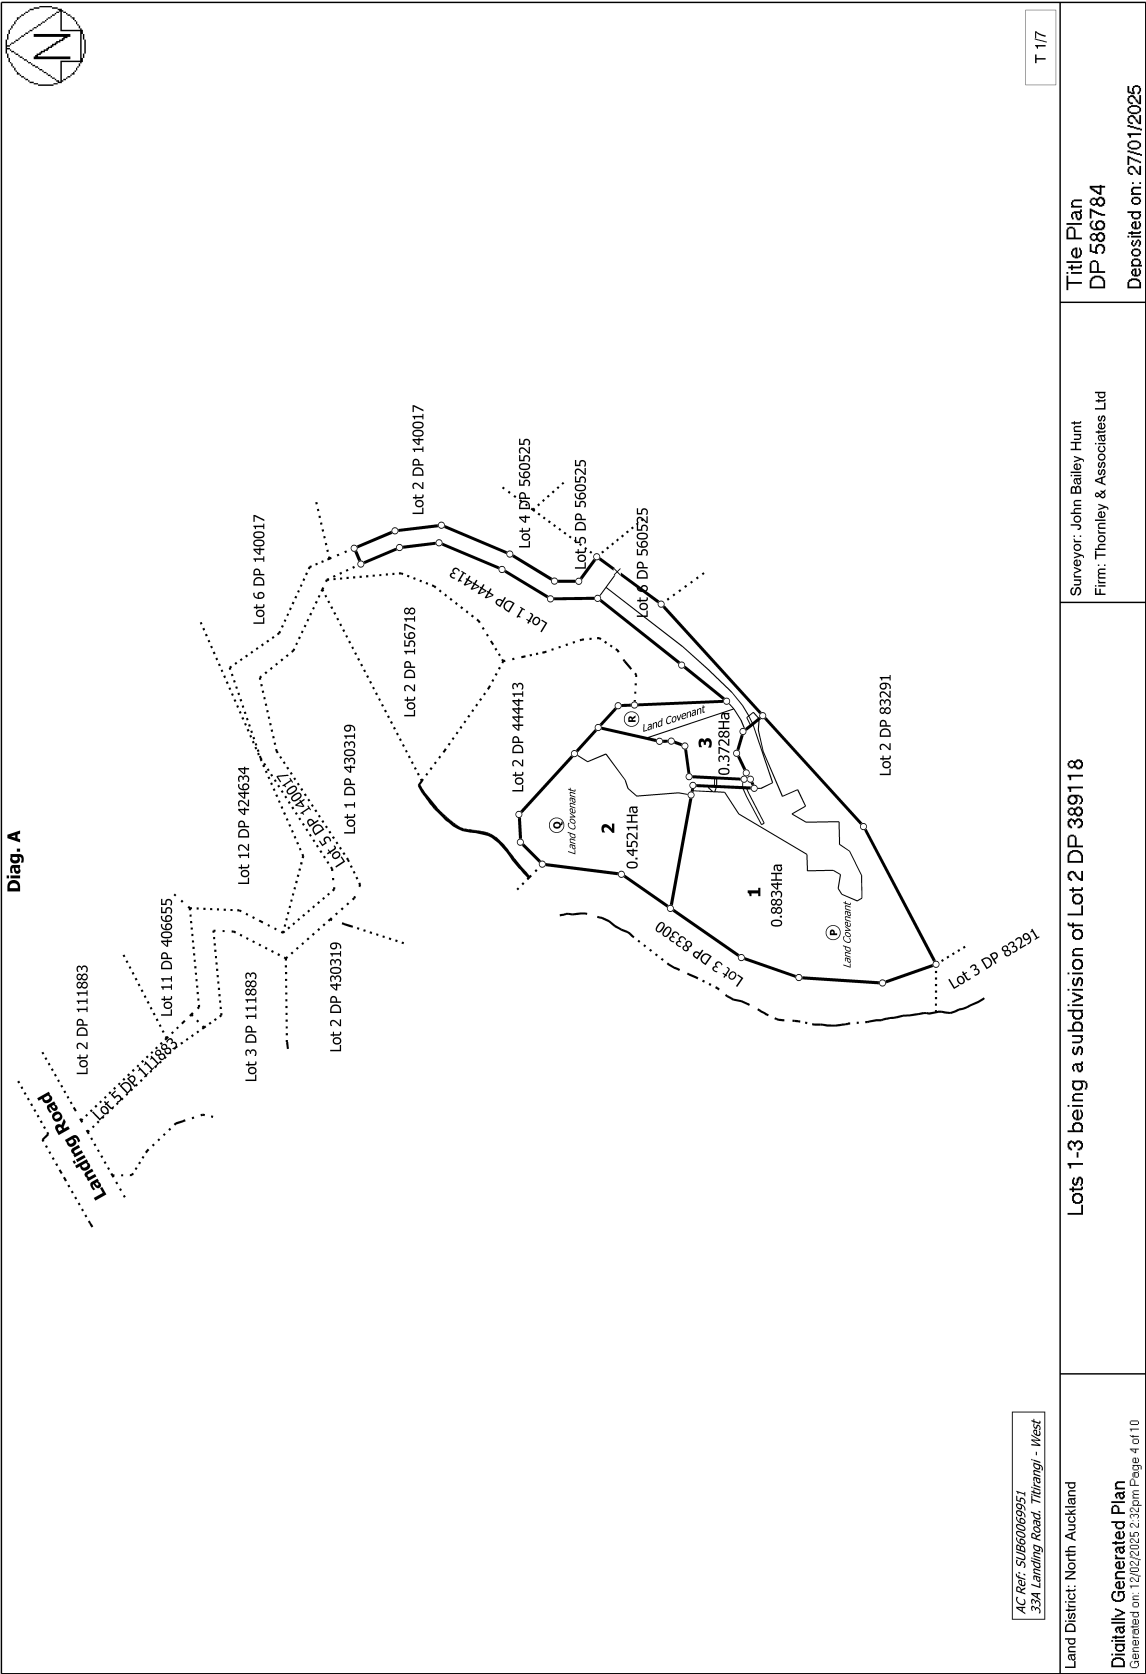 Diag. A
N
T 1/7
Landing Road
Lot 2 DP 111883
Lot 5 DP 111883
Lot 11 DP 406655
Lot 3 DP 111883
Lot 12 DP 424634
Lot 5 DP 140017
Lot 2 DP 430319
Lot 1 DP 430319
Lot 6 DP 140017
Lot 2 DP 156718
Lot 2 DP 140017
Lot 1 DP 444413
Lot 4 DP 560525
Lot 5 DP 560525
Lot 6 DP 560525
Lot 2 DP 444413
Q
Land Covenant
2
0.4521Ha
R
Land Covenant
3
0.3728Ha
1
0.8834Ha
P
Land Covenant
Lot 3 DP 83300
Lot 2 DP 83291
Lot 3 DP 83291
AC Ref: SUB60069951
33A Landing Road, Titirangi - West
Land District: North Auckland
Digitally Generated Plan
Generated on: 12/02/2025 2:32pm Page 4 of 10
Lots 1-3 being a subdivision of Lot 2 DP 389118
Surveyor: John Bailey Hunt
Firm: Thornley & Associates Ltd
Title Plan
DP 586784
Deposited on: 27/01/2025